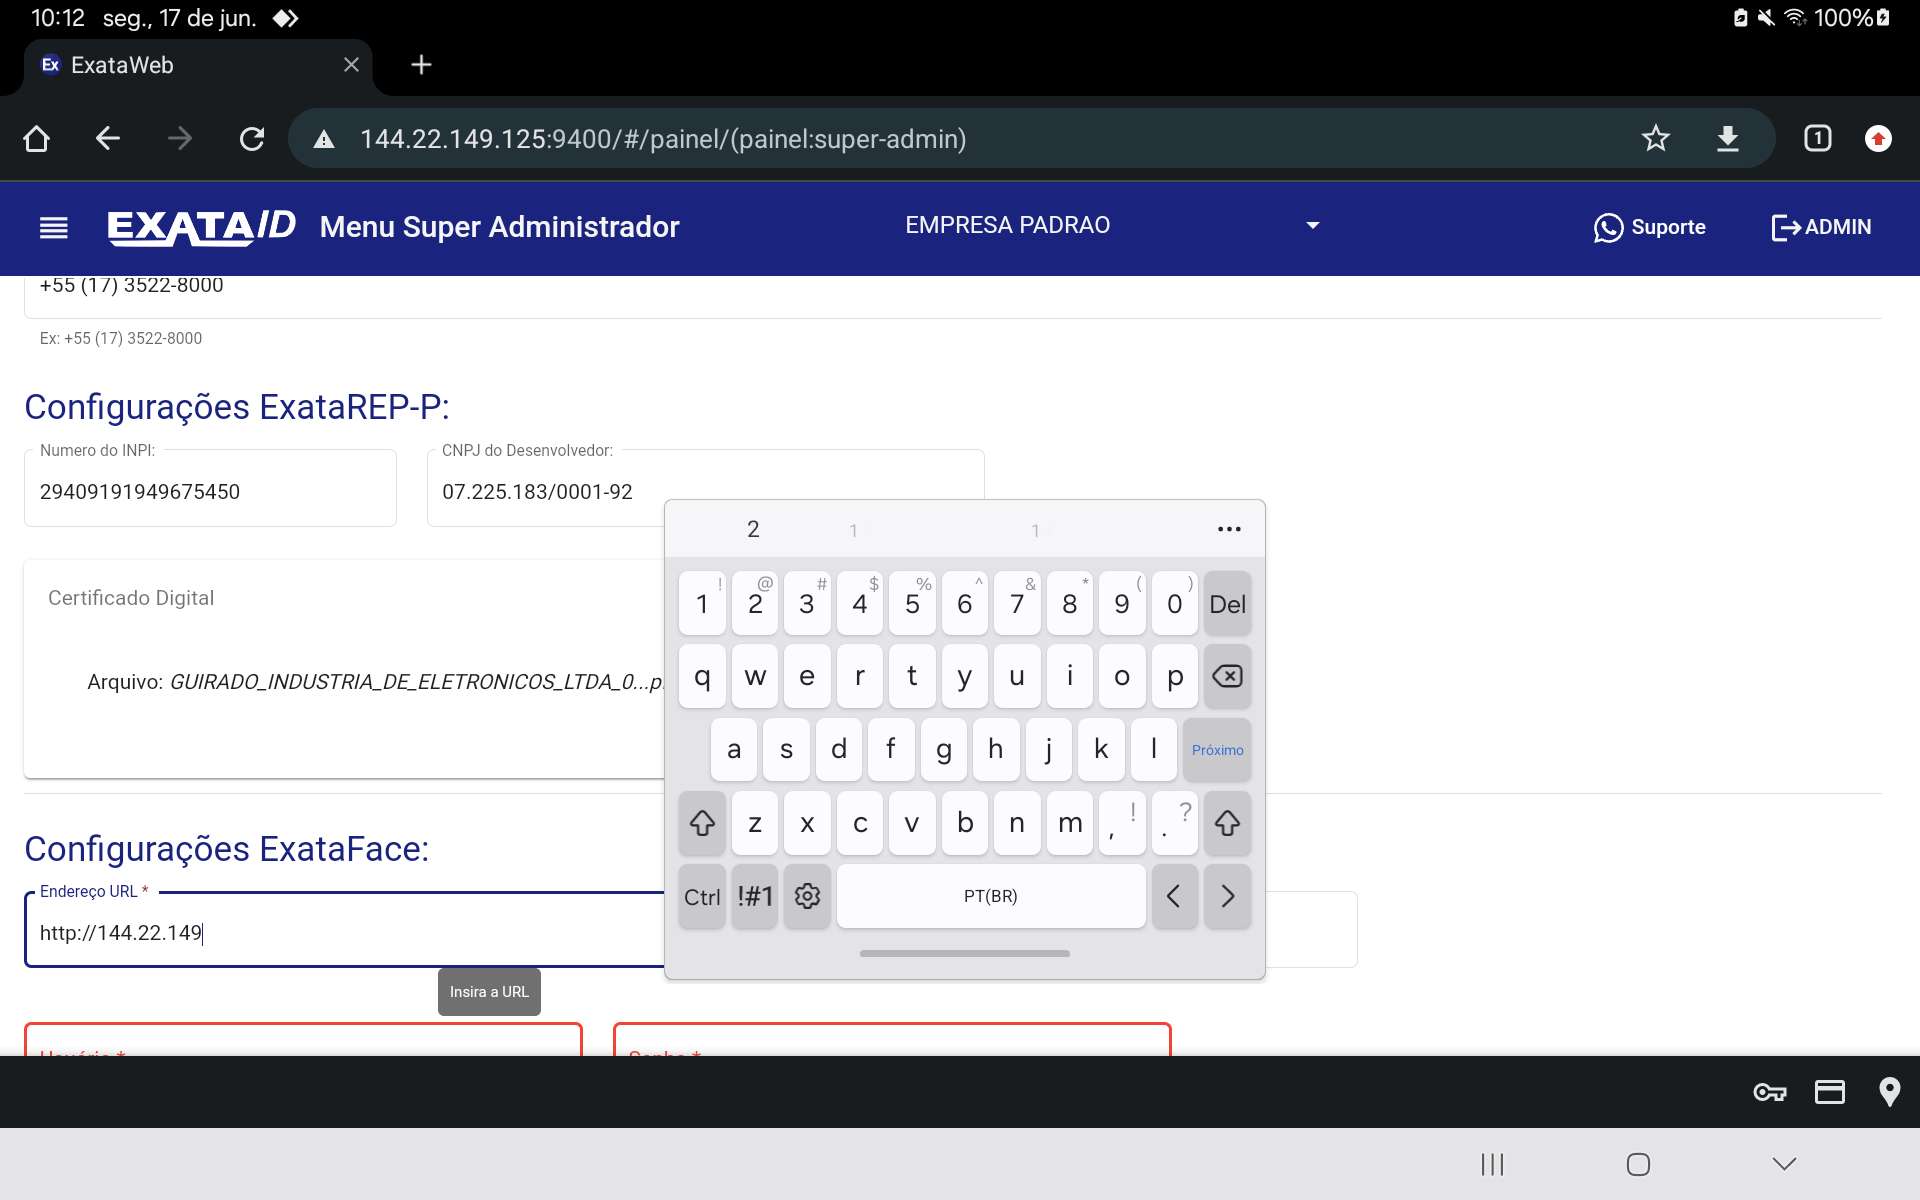 10:12 seg., 17 de jun. 100%
Ex ExataWeb
144.22.149.125:9400/#/painel/(painel:super-admin) 1
EXATA/D Menu Super Administrador EMPRESA PADRAO Suporte ADMIN
+55 (17) 3522-8000
Ex: +55 (17) 3522-8000
Configurações ExataREP-P:
Numero do INPI: CNPJ do Desenvolvedor:
29409191949675450 07.225.183/0001-92
2 1 1 •••
Certificado Digital
! @ # $ % ^ & * ( )
1 2 3 4 5 6 7 8 9 0 Del
Arquivo: GUIRADO_INDUSTRIA_DE_ELETRONICOS_LTDA_0...p
q w e r t y u i o p
a s d f g h j k l Próximo
z x c v b n m , ! . ?
Configurações ExataFace:
Endereço URL *
http://144.22.149
Ctrl !#1 PT(BR) < >
Insira a URL
Usuário * Senha *